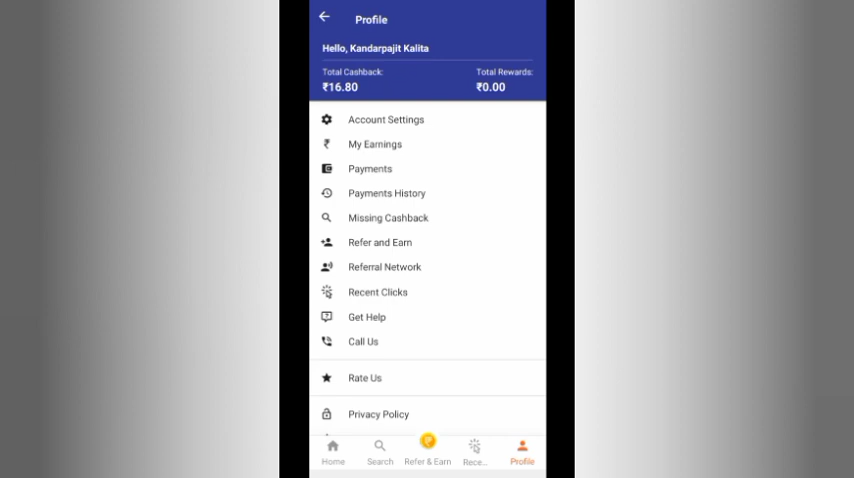 Profile
Hello, Kandarpajit Kalita
Total Cashback: Total Rewards:
₹16.80 ₹0.00
Account Settings
My Earnings
Payments
Payments History
Missing Cashback
Refer and Earn
Referral Network
Recent Clicks
Get Help
Call Us
Rate Us
Privacy Policy
Home Search Refer & Earn Rece... Profile